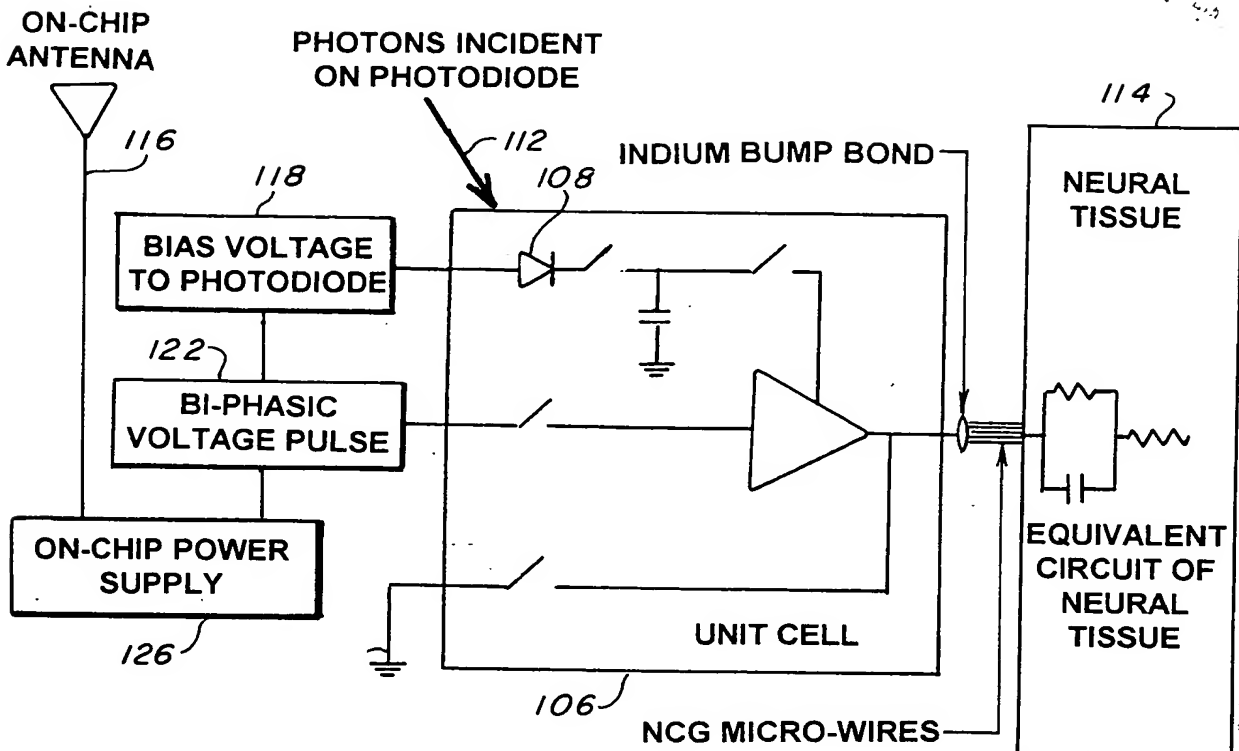 ON-CHIP
ANTENNA
PHOTONS INCIDENT
ON PHOTODIODE
114
116
112
INDIUM BUMP BOND
118
108
NEURAL
TISSUE
BIAS VOLTAGE
TO PHOTODIODE
122
BI-PHASIC
VOLTAGE PULSE
ON-CHIP POWER
SUPPLY
EQUIVALENT
CIRCUIT OF
NEURAL
TISSUE
UNIT CELL
126
106
NCG MICRO-WIRES